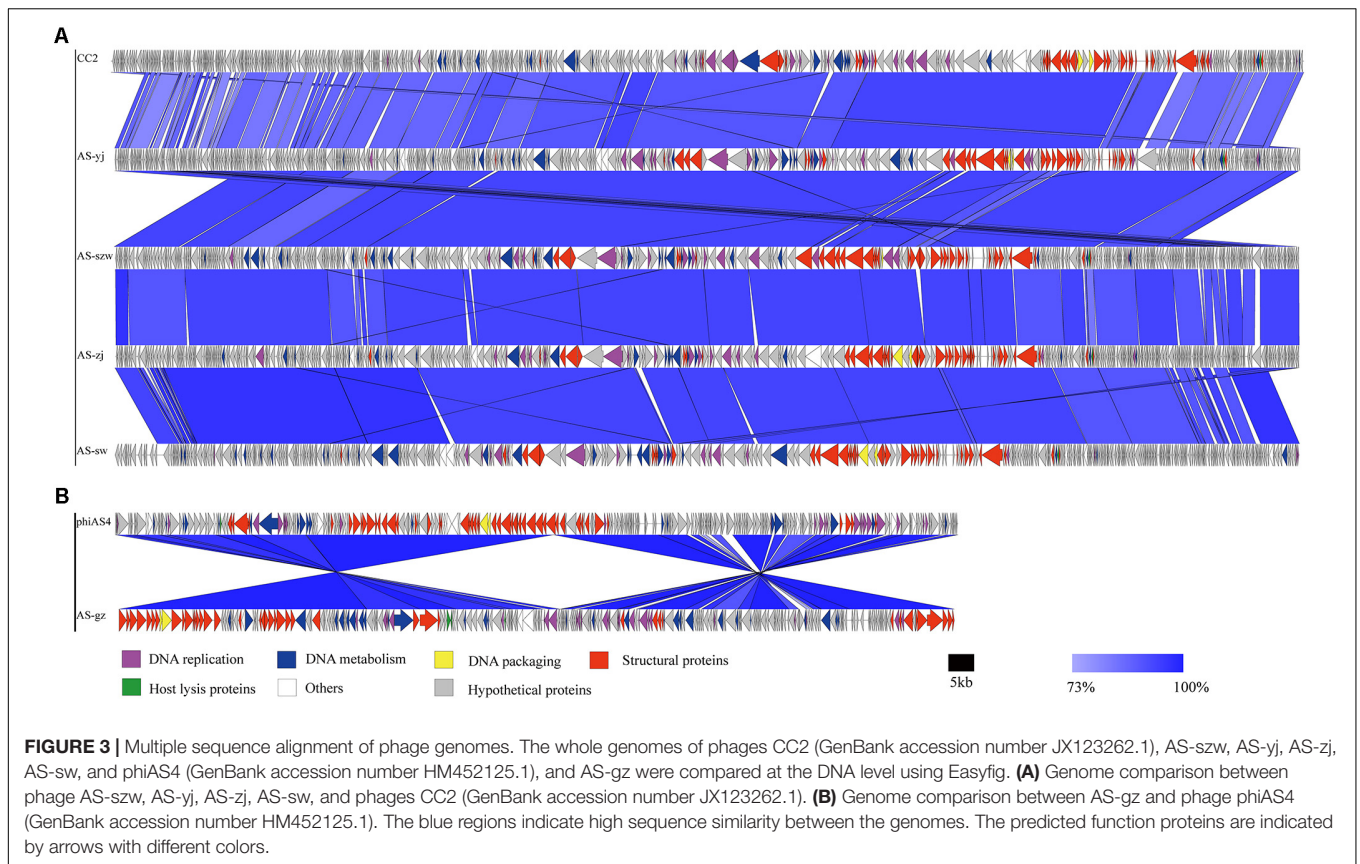 A
CC2
AS-yj
AS-szw
AS-zj
AS-sw
B
phiAS4
AS-gz
DNA replication
DNA metabolism
DNA packaging
Structural proteins
Host lysis proteins
Others
Hypothetical proteins
5kb
73%
100%
FIGURE 3 | Multiple sequence alignment of phage genomes. The whole genomes of phages CC2 (GenBank accession number JX123262.1), AS-szw, AS-yj, AS-zj,
AS-sw, and phiAS4 (GenBank accession number HM452125.1), and AS-gz were compared at the DNA level using Easyfig. (A) Genome comparison between
phage AS-szw, AS-yj, AS-zj, AS-sw, and phages CC2 (GenBank accession number JX123262.1). (B) Genome comparison between AS-gz and phage phiAS4
(GenBank accession number HM452125.1). The blue regions indicate high sequence similarity between the genomes. The predicted function proteins are indicated
by arrows with different colors.